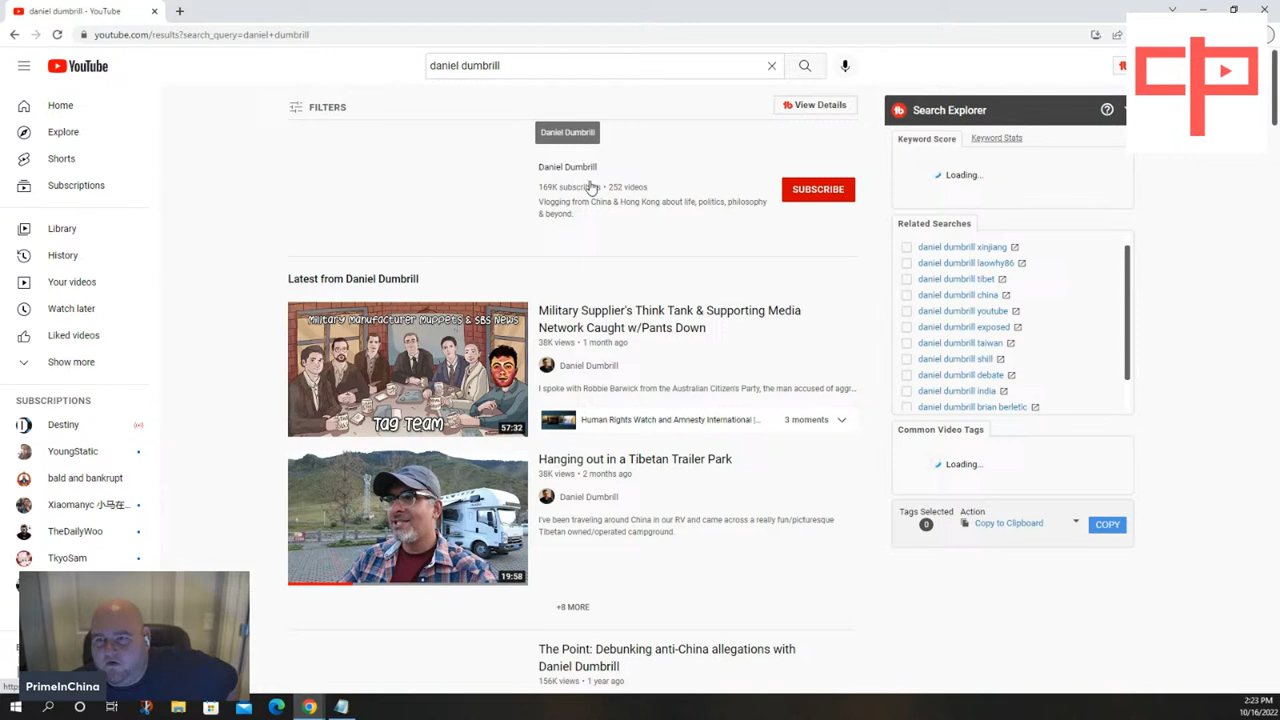 daniel dumbrill - YouTube
youtube.com/results?search_query=daniel+dumbrill
YouTube
daniel dumbrill
Home
Explore
Shorts
Subscriptions
Library
History
Your videos
Watch later
Liked videos
Show more
SUBSCRIPTIONS
Destiny
YoungStatic
bald and bankrupt
Xiaomanyc 小马在...
TheDailyWoo
TkyoSam
PrimeInChina
FILTERS
View Details
Daniel Dumbrill
Daniel Dumbrill
169K subscribers • 252 videos
Vlogging from China & Hong Kong about life, politics, philosophy
& beyond.
SUBSCRIBE
Latest from Daniel Dumbrill
Military Manufacturer Muppets & SBS News
TAG TEAM
57:32
Military Supplier's Think Tank & Supporting Media
Network Caught w/Pants Down
38K views • 1 month ago
Daniel Dumbrill
I spoke with Robbie Barwick from the Australian Citizen's Party, the man accused of aggr...
Human Rights Watch and Amnesty International |...
3 moments
19:58
Hanging out in a Tibetan Trailer Park
38K views • 2 months ago
Daniel Dumbrill
I've been traveling around China in our RV and came across a really fun/picturesque
Tibetan owned/operated campground.
+8 MORE
The Point: Debunking anti-China allegations with
Daniel Dumbrill
156K views • 1 year ago
Search Explorer
Keyword Score
Keyword Stats
Loading...
Related Searches
daniel dumbrill xinjiang
daniel dumbrill laowhy86
daniel dumbrill tibet
daniel dumbrill china
daniel dumbrill youtube
daniel dumbrill exposed
daniel dumbrill taiwan
daniel dumbrill shill
daniel dumbrill debate
daniel dumbrill india
daniel dumbrill brian berletic
Common Video Tags
Loading...
Tags Selected
0
Action
Copy to Clipboard
COPY
2:23 PM
10/16/2022